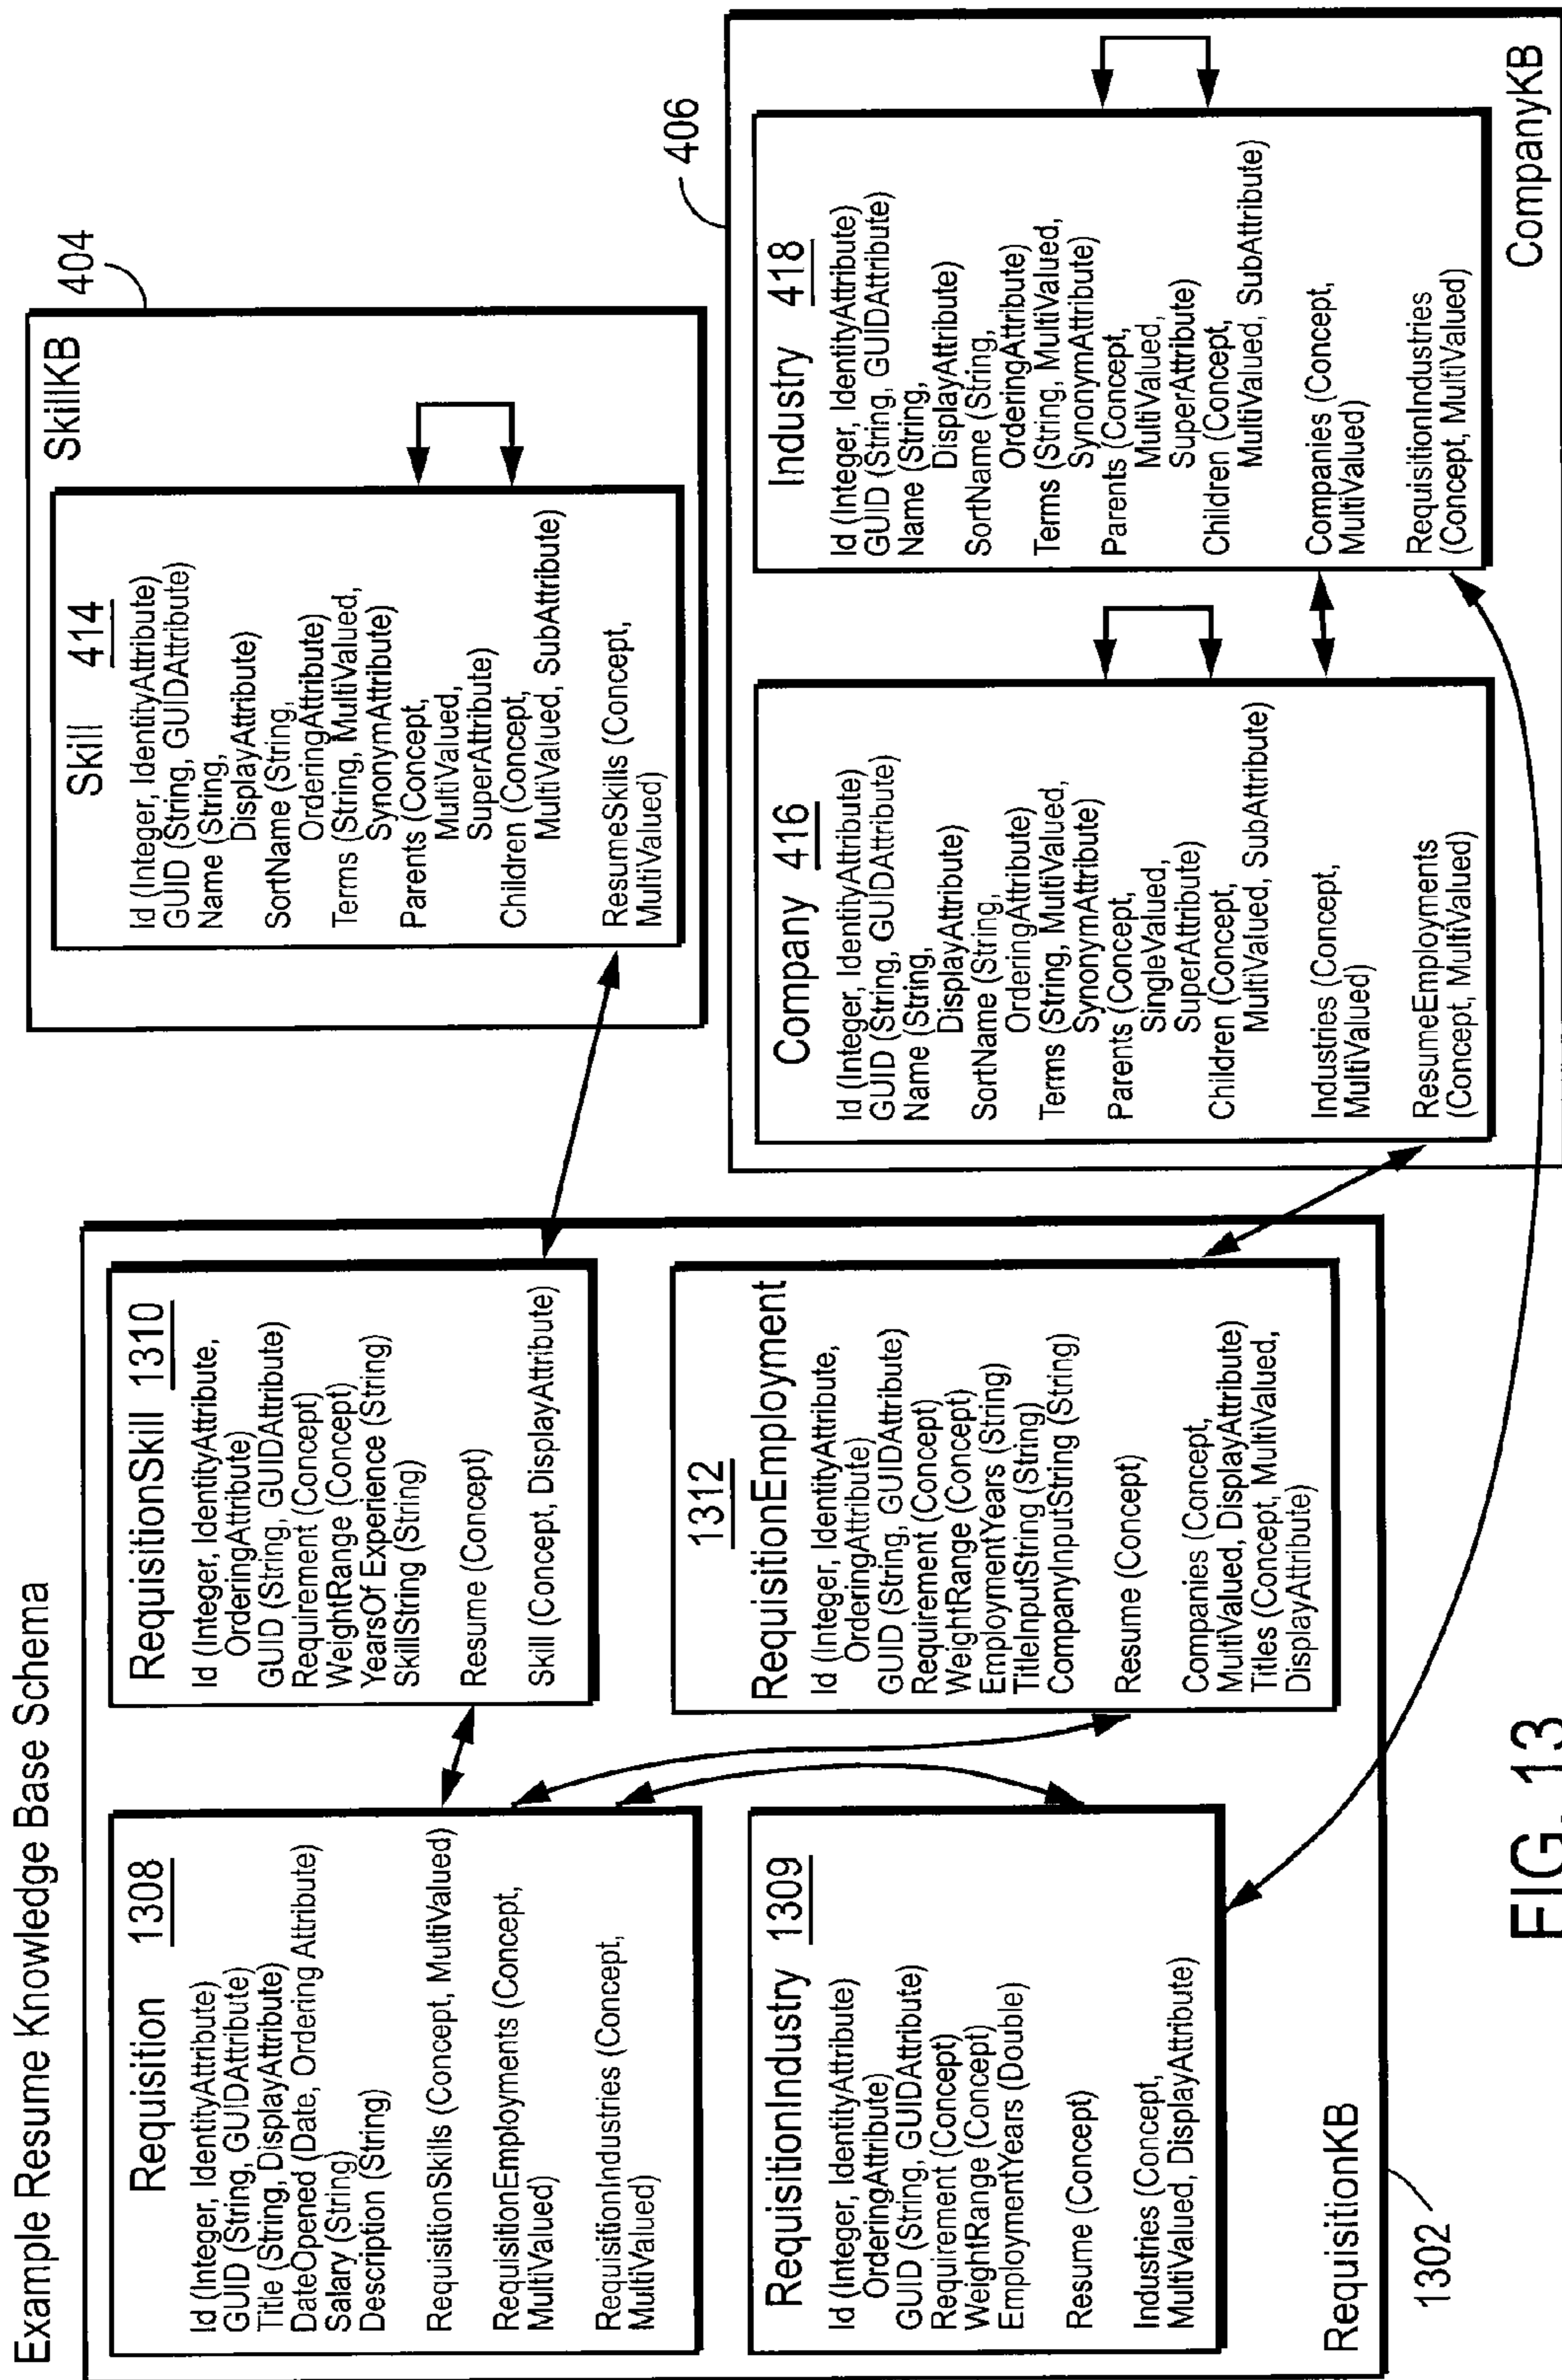 Example Resume Knowledge Base Schema
Requisition 1308
Id (Integer, IdentityAttribute)
GUID (String, GUIDAttribute)
Title (String, DisplayAttribute)
DateOpened (Date, Ordering Attribute)
Salary (String)
Description (String)
RequisitionSkills (Concept, MultiValued)
RequisitionEmployments (Concept,
MultiValued)
RequisitionIndustries (Concept,
MultiValued)
RequisitionSkill 1310
Id (Integer, IdentityAttribute,
OrderingAttribute)
GUID (String, GUIDAttribute)
Requirement (Concept)
WeightRange (Concept)
YearsOf Experience (String)
SkillString (String)
Resume (Concept)
Skill (Concept, DisplayAttribute)
RequisitionIndustry 1309
Id (Integer, IdentityAttribute)
OrderingAttribute)
GUID (String, GUIDAttribute)
Requirement (Concept)
WeightRange (Concept)
EmploymentYears (Double)
Resume (Concept)
Industries (Concept,
MultiValued, DisplayAttribute)
1312
RequisitionEmployment
Id (Integer, IdentityAttribute,
OrderingAttribute)
GUID (String, GUIDAttribute)
Requirement (Concept)
WeightRange (Concept)
EmploymentYears (String)
TitleInputString (String)
CompanyInputString (String)
Resume (Concept)
Companies (Concept,
MultiValued, DisplayAttribute)
Titles (Concept, MultiValued,
DisplayAttribute)
RequisitionKB
1302
SkillKB
404
Skill 414
Id (Integer, IdentityAttribute)
GUID (String, GUIDAttribute)
Name (String,
DisplayAttribute)
SortName (String,
OrderingAttribute)
Terms (String, MultiValued,
SynonymAttribute)
Parents (Concept,
MultiValued,
SuperAttribute)
Children (Concept,
MultiValued, SubAttribute)
ResumeSkills (Concept,
MultiValued)
406
Company 416
Id (Integer, IdentityAttribute)
GUID (String, GUIDAttribute)
Name (String,
DisplayAttribute)
SortName (String,
OrderingAttribute)
Terms (String, MultiValued,
SynonymAttribute)
Parents (Concept,
SingleValued,
SuperAttribute)
Children (Concept,
MultiValued, SubAttribute)
Industries (Concept,
MultiValued)
ResumeEmployments
(Concept, MultiValued)
Industry 418
Id (Integer, IdentityAttribute)
GUID (String, GUIDAttribute)
Name (String,
DisplayAttribute)
SortName (String,
OrderingAttribute)
Terms (String, MultiValued,
SynonymAttribute)
Parents (Concept,
MultiValued,
SuperAttribute)
Children (Concept,
MultiValued, SubAttribute)
Companies (Concept,
MultiValued)
RequisitionIndustries
(Concept, MultiValued)
CompanyKB
FIG. 13